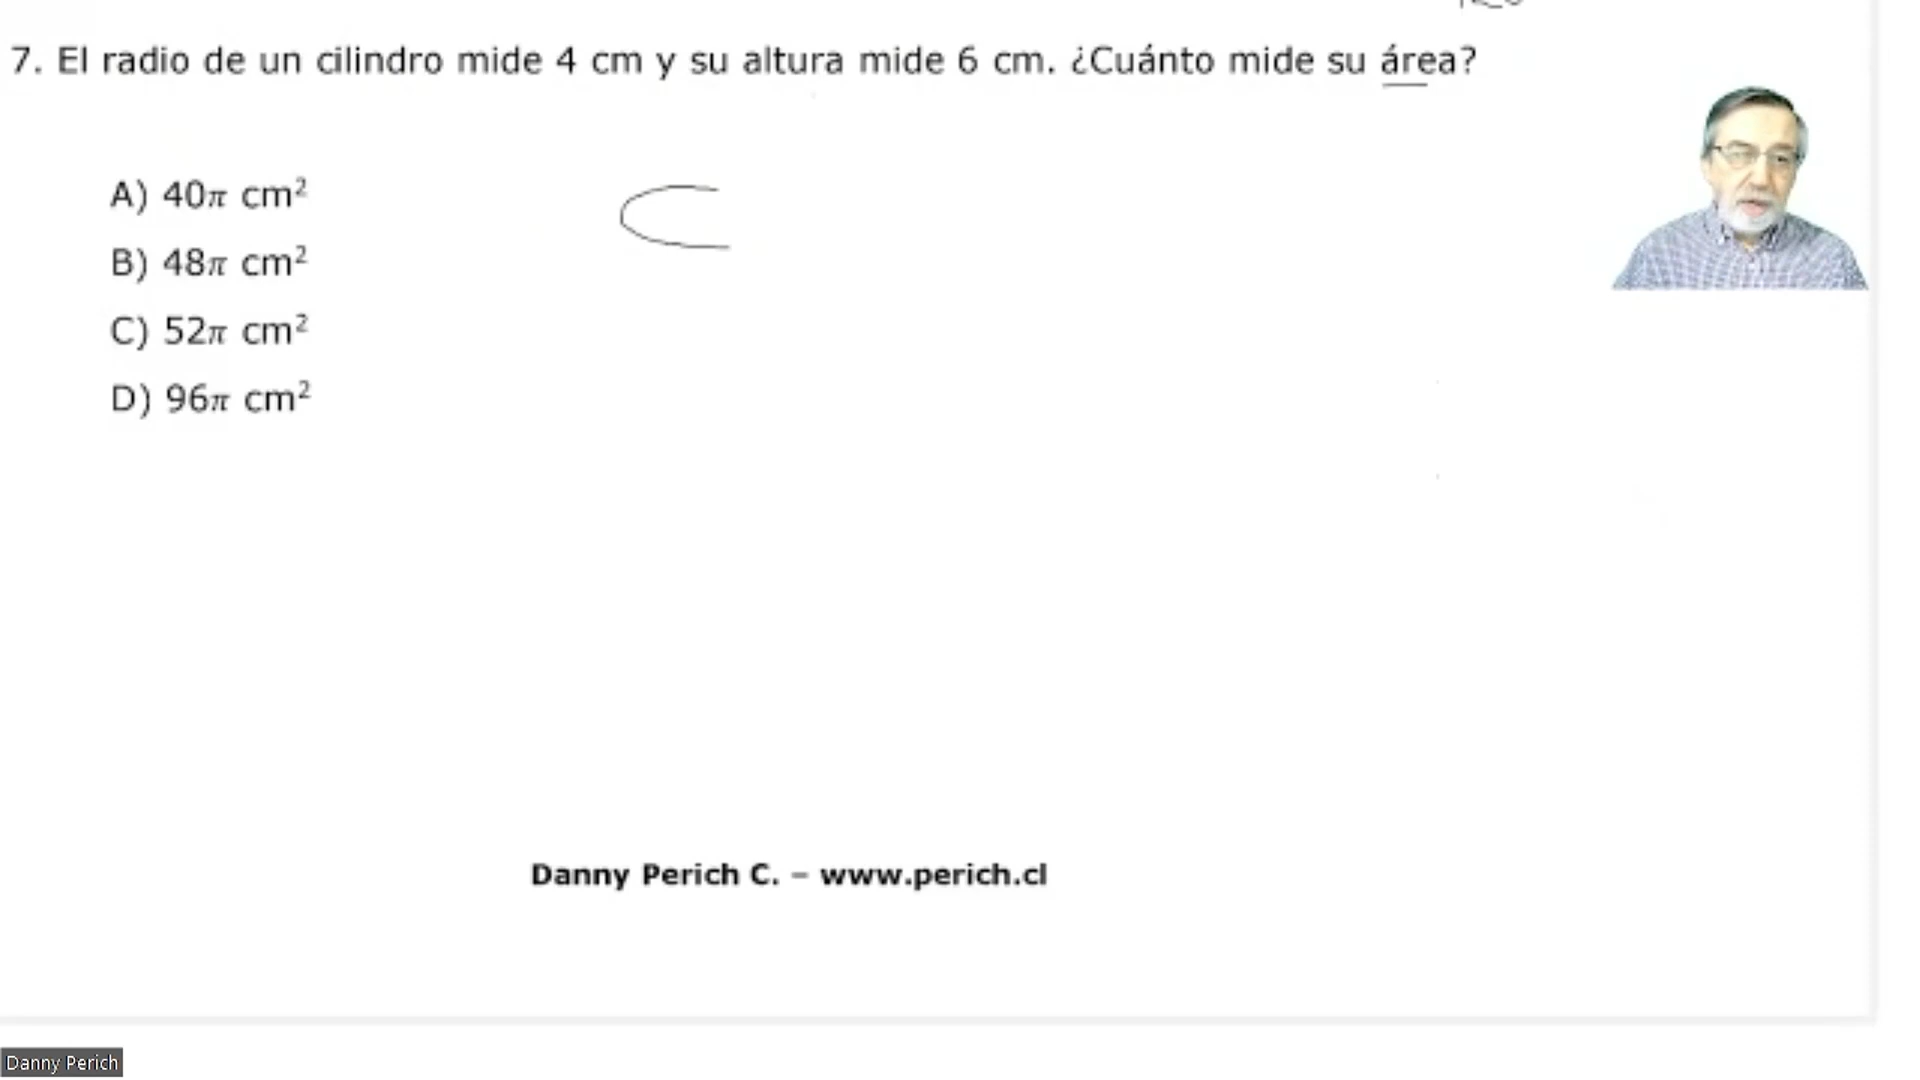 7. El radio de un cilindro mide 4 cm y su altura mide 6 cm. ¿Cuánto mide su área?
A) 40π cm²
B) 48π cm²
C) 52π cm²
D) 96π cm²
Danny Perich C. – www.perich.cl
Danny Perich